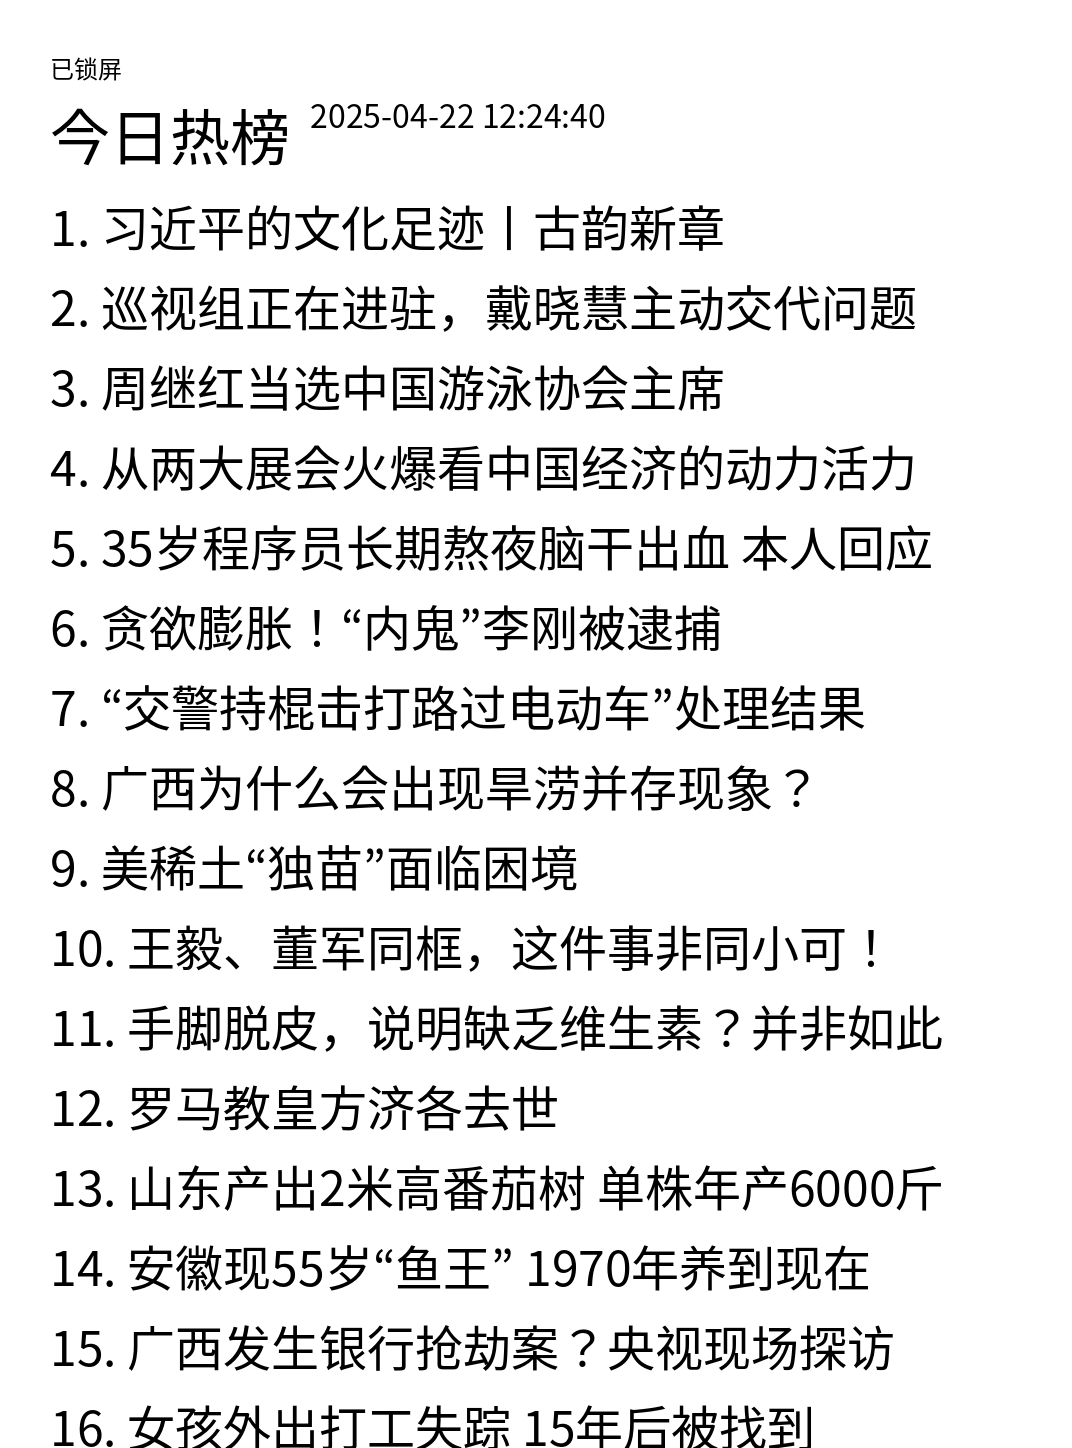 已锁屏
今日热榜 2025-04-22 12:24:40
1. 习近平的文化足迹丨古韵新章
2. 巡视组正在进驻，戴晓慧主动交代问题
3. 周继红当选中国游泳协会主席
4. 从两大展会火爆看中国经济的动力活力
5. 35岁程序员长期熬夜脑干出血 本人回应
6. 贪欲膨胀！“内鬼”李刚被逮捕
7. “交警持棍击打路过电动车”处理结果
8. 广西为什么会出现旱涝并存现象？
9. 美稀土“独苗”面临困境
10. 王毅、董军同框，这件事非同小可！
11. 手脚脱皮，说明缺乏维生素？并非如此
12. 罗马教皇方济各去世
13. 山东产出2米高番茄树 单株年产6000斤
14. 安徽现55岁“鱼王” 1970年养到现在
15. 广西发生银行抢劫案？央视现场探访
16. 女孩外出打工失踪 15年后被找到